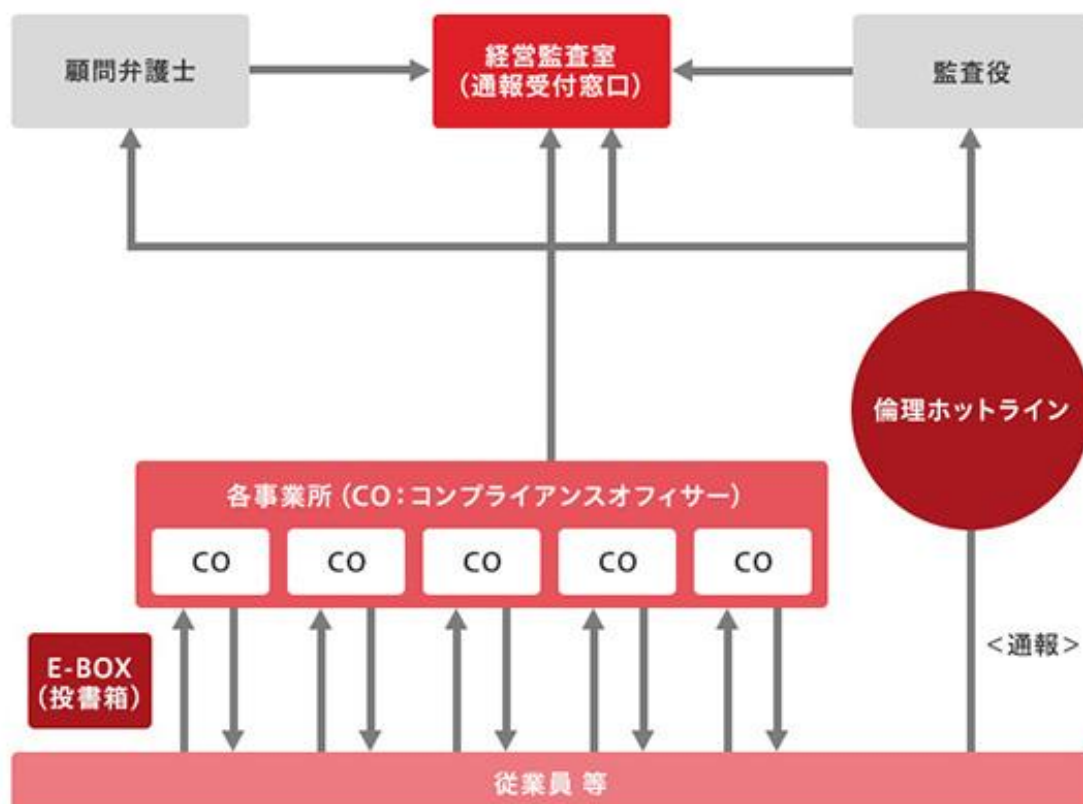 顧問弁護士
経営監査室
(通報受付窓口)
監査役
倫理ホットライン
各事業所(CO:コンプライアンスオフィサー)
CO
CO
CO
CO
CO
E-BOX
(投書箱)
<通報>
従業員 等